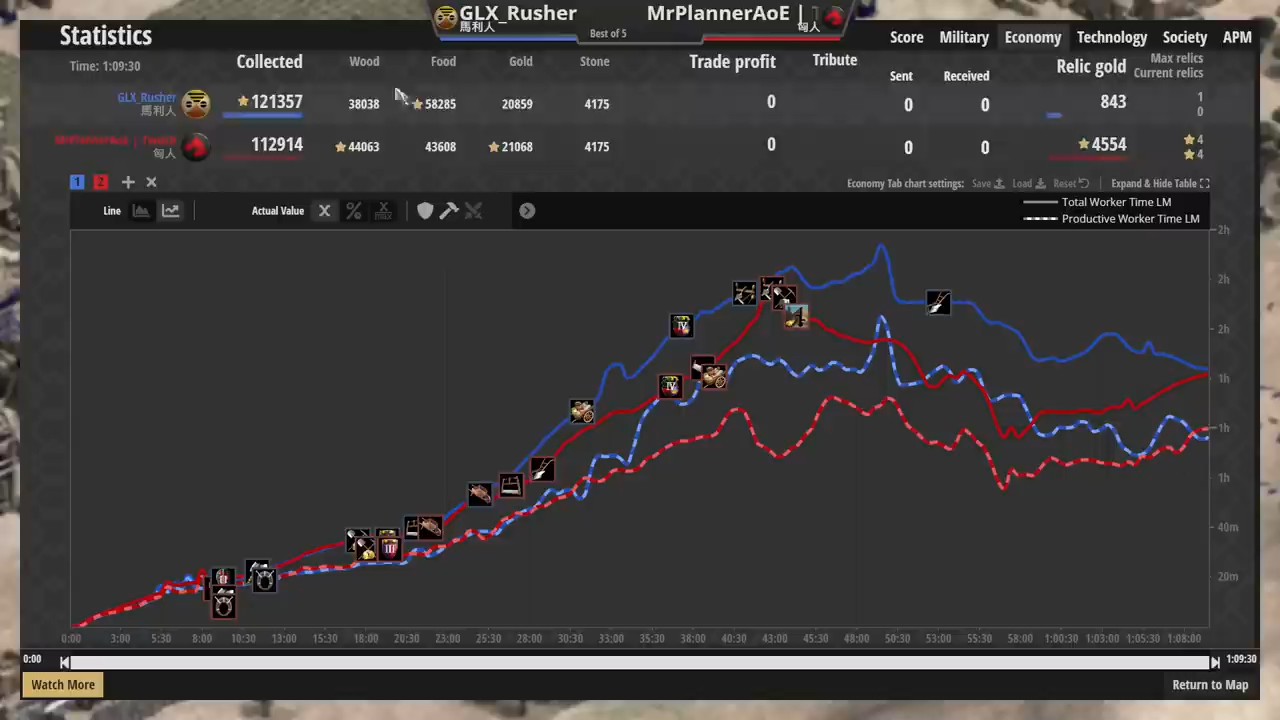 GLX_Rusher
馬利人
Best of 5
MrPlannerAoE |
匈人
Statistics
Score Military Economy Technology Society APM
Time: 1:09:30
Collected Wood Food Gold Stone Trade profit Tribute Sent Received Relic gold Max relics
Current relics
GLX_Rusher
馬利人
121357 38038 58285 20859 4175 0 0 0 843 1
0
MrPlannerAoE | Twitch
匈人
112914 44063 43608 21068 4175 0 0 0 4554 4
4
1 2
Economy Tab chart settings: Save Load Reset Expand & Hide Table
Line Actual Value
Total Worker Time LM
Productive Worker Time LM
2h
2h
2h
1h
1h
1h
40m
20m
IV
IV
III
0:00 3:00 5:30 8:00 10:30 13:00 15:30 18:00 20:30 23:00 25:30 28:00 30:30 33:00 35:30 38:00 40:30 43:00 45:30 48:00 50:30 53:00 55:30 58:00 1:00:30 1:03:00 1:05:30 1:08:00
0:00 1:09:30
Watch More Return to Map